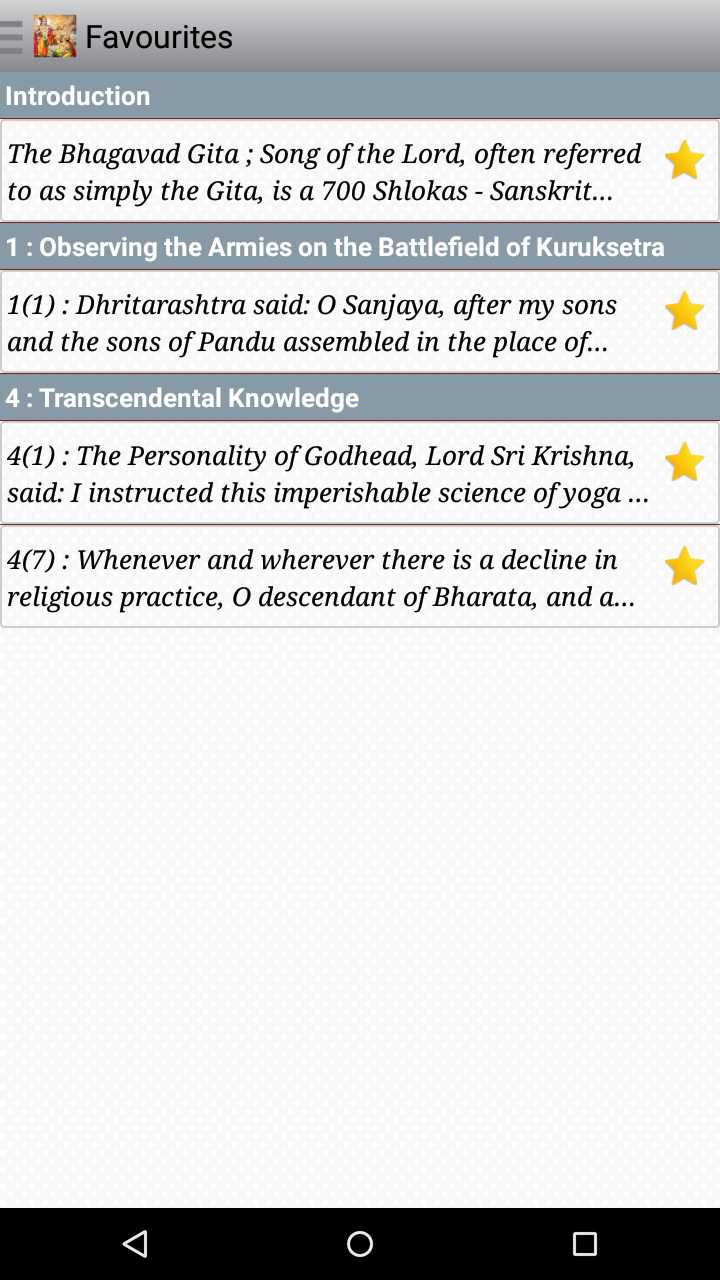 Favourites
Introduction
The Bhagavad Gita ; Song of the Lord, often referred
to as simply the Gita, is a 700 Shlokas - Sanskrit...
1 : Observing the Armies on the Battlefield of Kuruksetra
1(1) : Dhritarashtra said: O Sanjaya, after my sons
and the sons of Pandu assembled in the place of...
4 : Transcendental Knowledge
4(1) : The Personality of Godhead, Lord Sri Krishna,
said: I instructed this imperishable science of yoga ...
4(7) : Whenever and wherever there is a decline in
religious practice, O descendant of Bharata, and a...